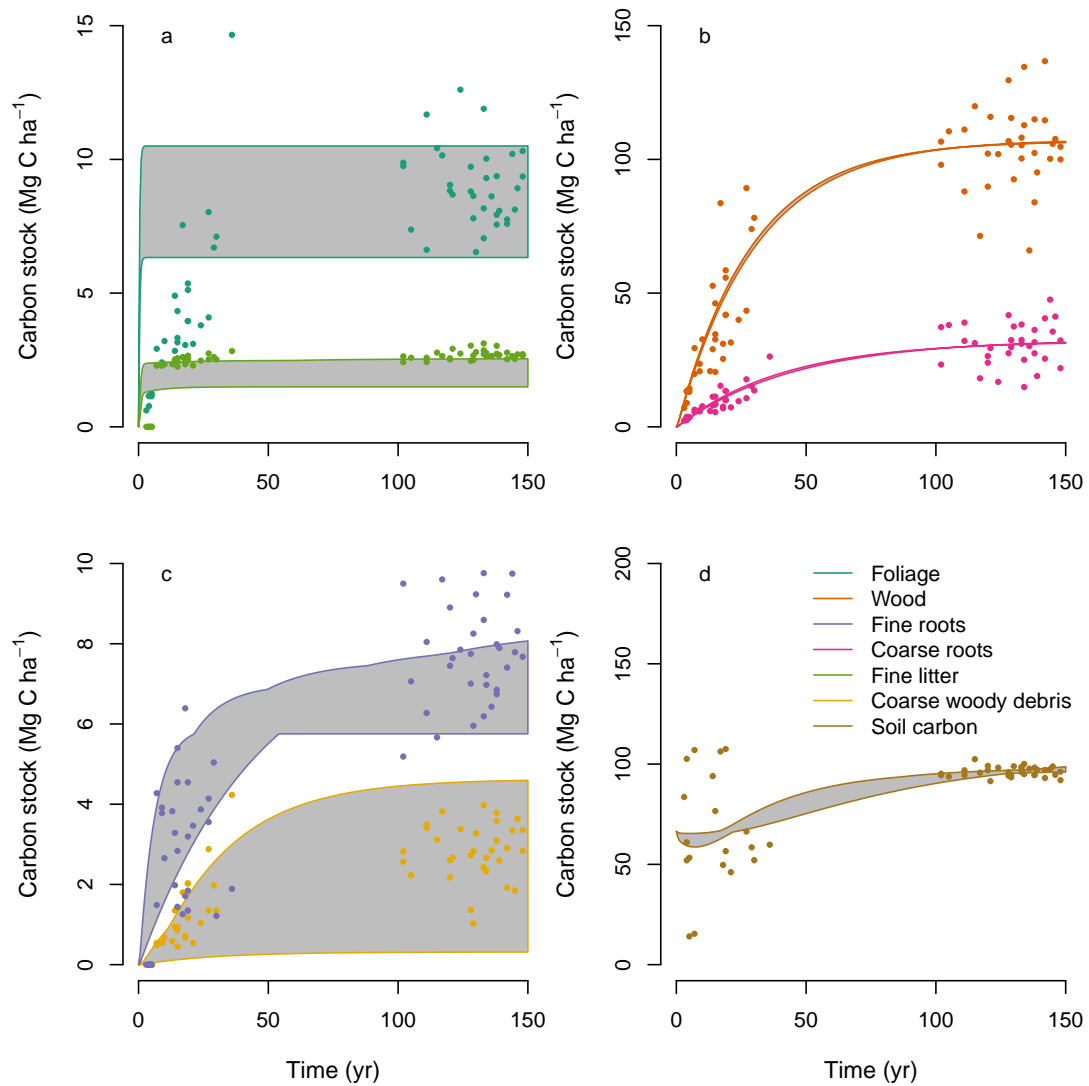 a
Carbon stock (Mg C ha⁻¹)
0 5 10 15
0 50 100 150
b
Carbon stock (Mg C ha⁻¹)
0 50 100 150
0 50 100 150
c
Carbon stock (Mg C ha⁻¹)
0 2 4 6 8 10
0 50 100 150
Time (yr)
d
Foliage
Wood
Fine roots
Coarse roots
Fine litter
Coarse woody debris
Soil carbon
Carbon stock (Mg C ha⁻¹)
0 50 100 150 200
0 50 100 150
Time (yr)